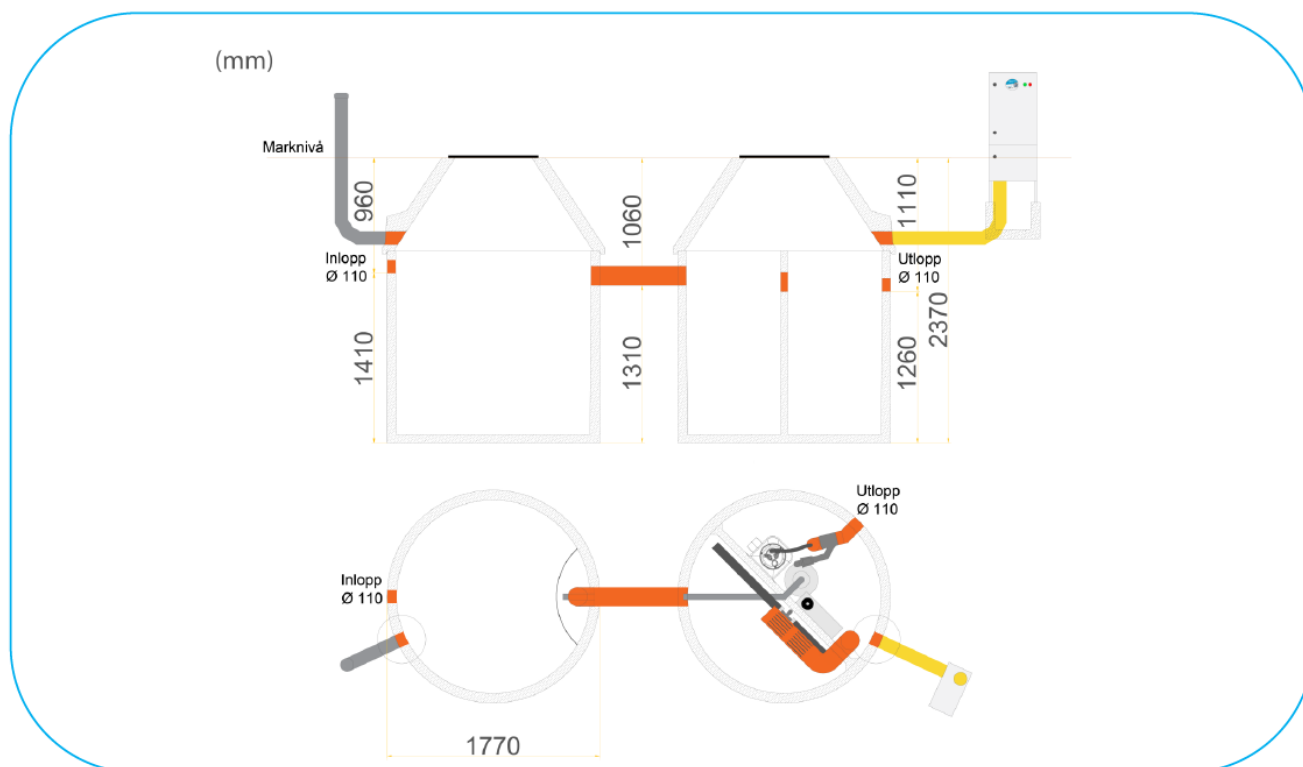 (mm)
Marknivå
960
1060
1110
Inlopp
Ø 110
Utlopp
Ø 110
1410
1310
1260
2370
Utlopp
Ø 110
Inlopp
Ø 110
1770